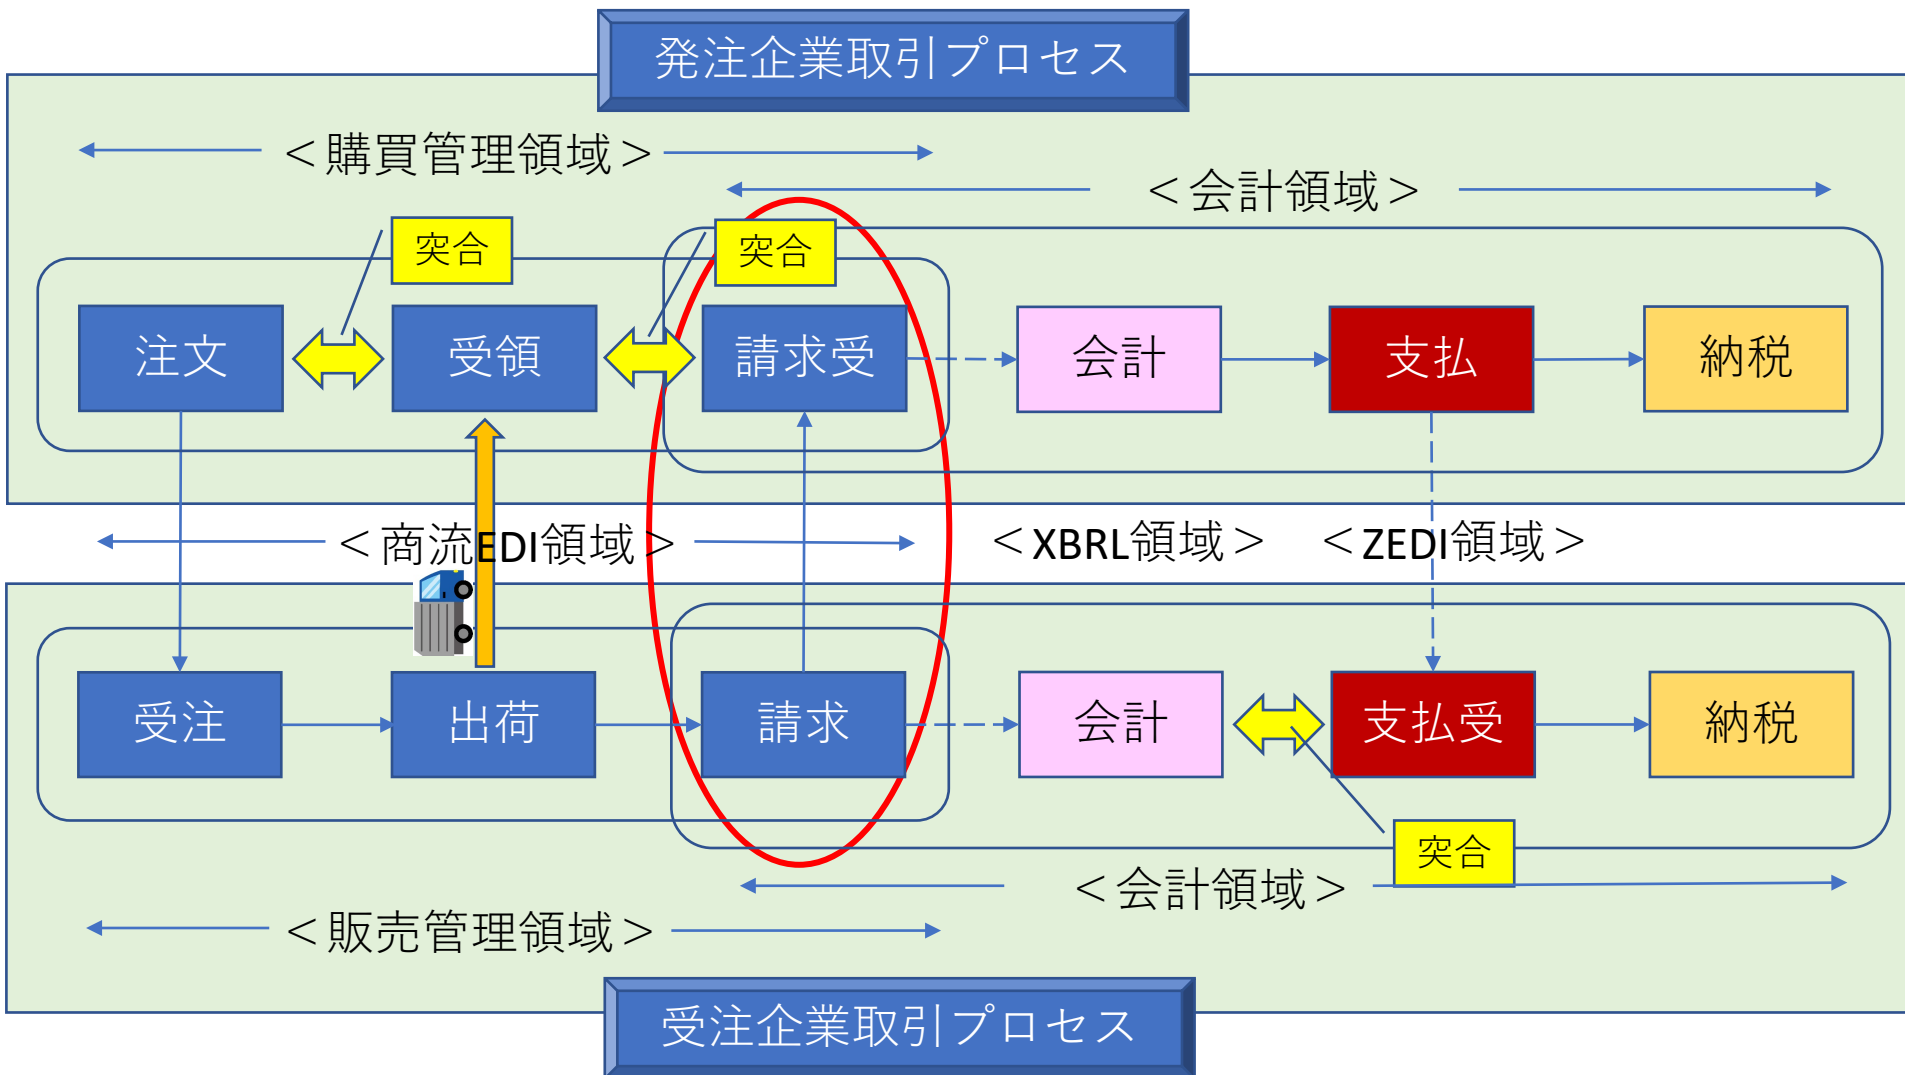 発注企業取引プロセス
＜購買管理領域＞
＜会計領域＞
突合
突合
注文
受領
請求受
会計
支払
納税
＜商流EDI領域＞
＜XBRL領域＞
＜ZEDI領域＞
受注
出荷
請求
会計
支払受
納税
突合
＜会計領域＞
＜販売管理領域＞
受注企業取引プロセス